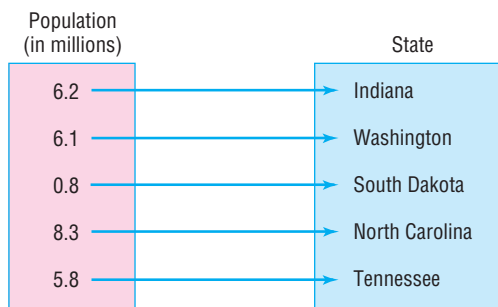 Population
(in millions)
State
6.2
Indiana
6.1
Washington
0.8
South Dakota
8.3
North Carolina
5.8
Tennessee